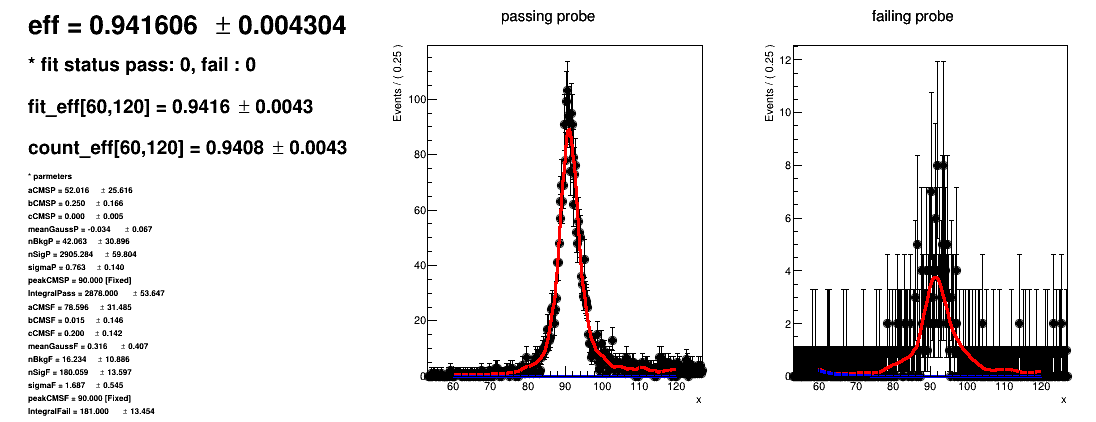 eff = 0.941606 ± 0.004304
* fit status pass: 0, fail : 0
fit_eff[60,120] = 0.9416 ± 0.0043
count_eff[60,120] = 0.9408 ± 0.0043
* parmeters
aCMSP = 52.016 ± 25.616
bCMSP = 0.250 ± 0.166
cCMSP = 0.000 ± 0.005
meanGaussP = -0.034 ± 0.067
nBkgP = 42.063 ± 30.896
nSigP = 2905.284 ± 59.804
sigmaP = 0.763 ± 0.140
peakCMSP = 90.000 [Fixed]
IntegralPass = 2878.000 ± 53.647
aCMSF = 78.596 ± 31.485
bCMSF = 0.015 ± 0.146
cCMSF = 0.200 ± 0.142
meanGaussF = 0.316 ± 0.407
nBkgF = 16.234 ± 10.886
nSigF = 180.059 ± 13.597
sigmaF = 1.687 ± 0.545
peakCMSF = 90.000 [Fixed]
IntegralFail = 181.000 ± 13.454
passing probe
Events / ( 0.25 )
100
80
60
40
20
0
60 70 80 90 100 110 120
x
failing probe
Events / ( 0.25 )
12
10
8
6
4
2
0
60 70 80 90 100 110 120
x